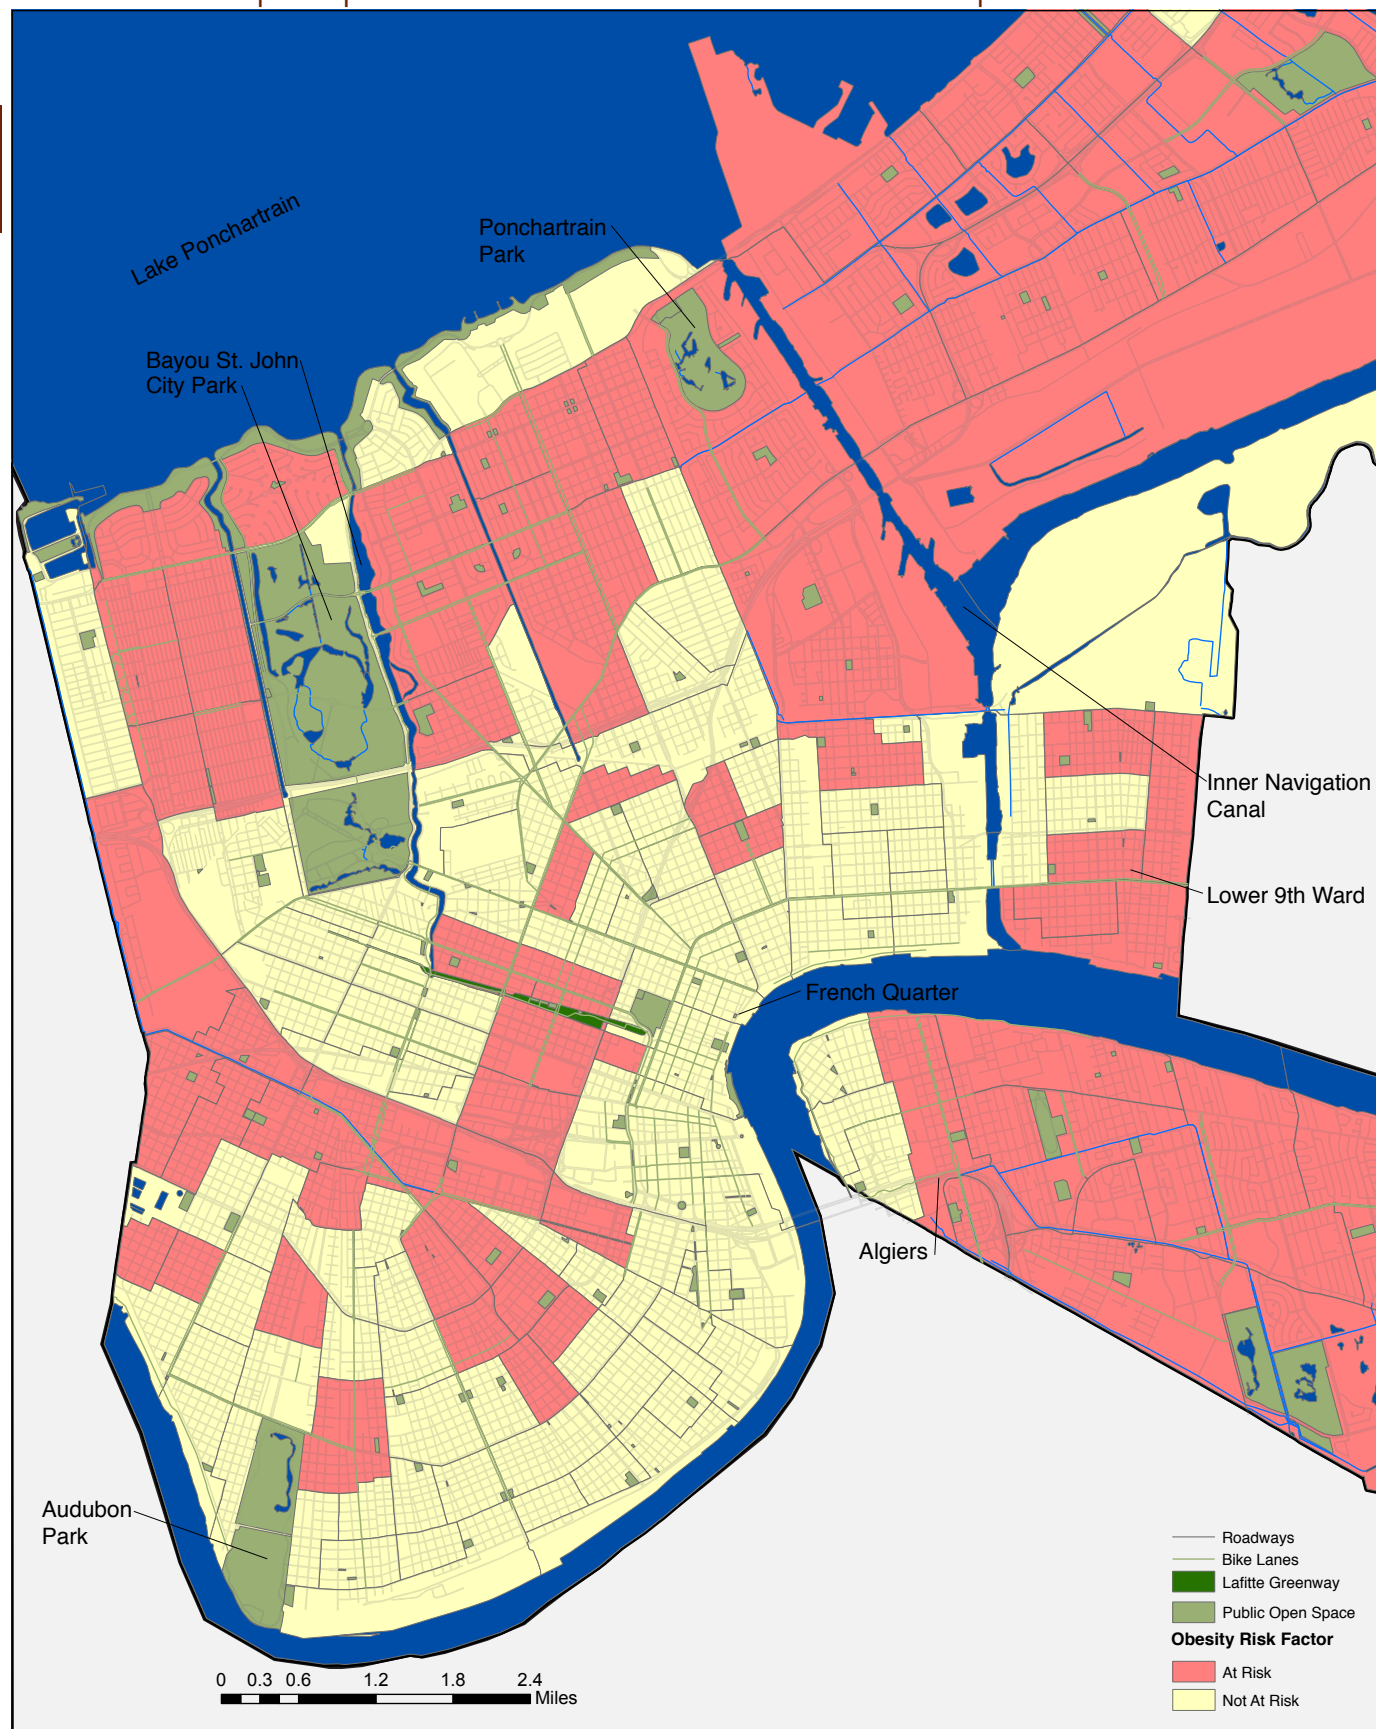 Lake Ponchartrain
Ponchartrain
Park
Bayou St. John
City Park
Inner Navigation
Canal
Lower 9th Ward
French Quarter
Algiers
Audubon
Park
Roadways
Bike Lanes
Lafitte Greenway
Public Open Space
Obesity Risk Factor
At Risk
Not At Risk
0 0.3 0.6 1.2 1.8 2.4
Miles